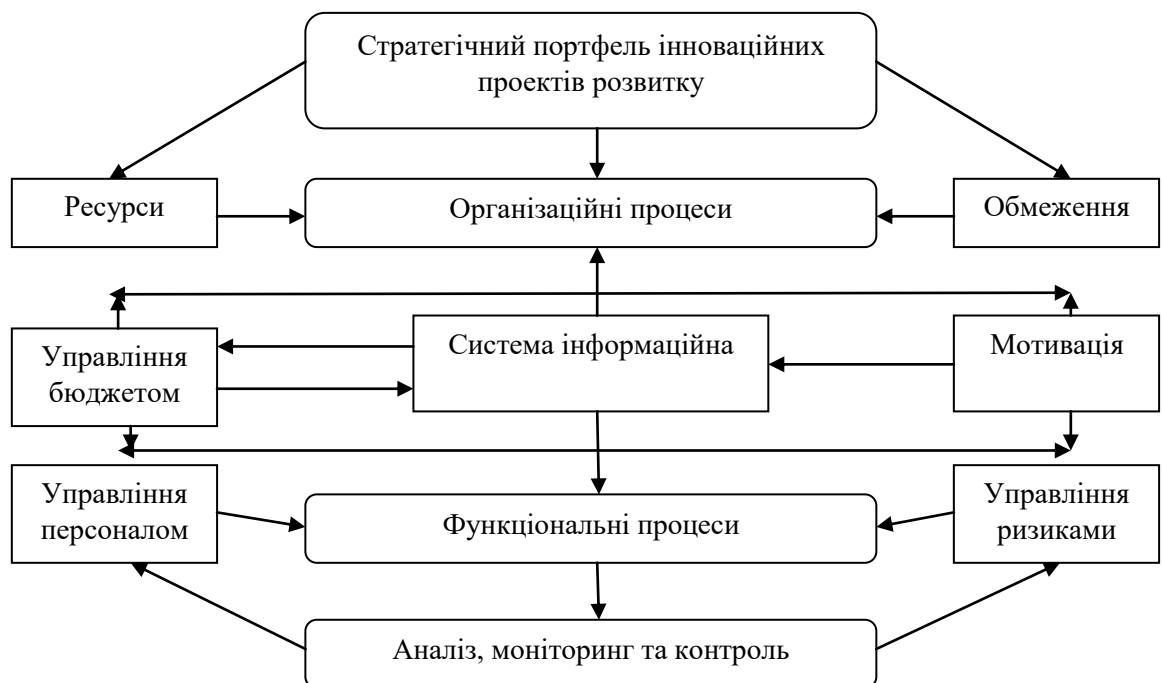 Стратегічний портфель інноваційних
проектів розвитку
Ресурси
Організаційні процеси
Обмеження
Управління
бюджетом
Система інформаційна
Мотивація
Управління
персоналом
Функціональні процеси
Управління
ризиками
Аналіз, моніторинг та контроль